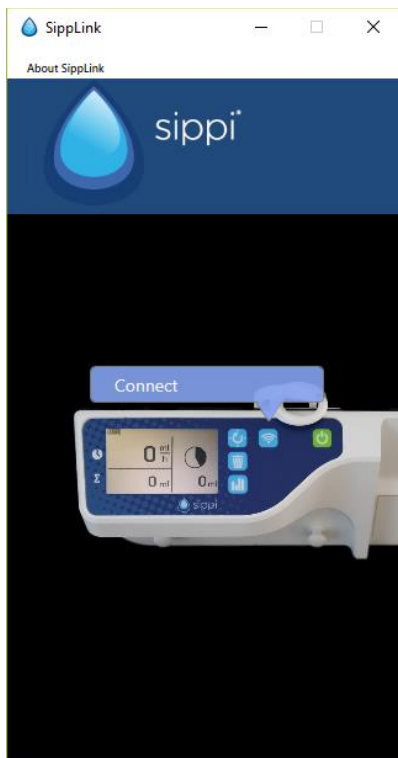 SippLink
About SippLink
sippi
Connect
0 ml/h
0 ml 0 ml
Σ
sippi